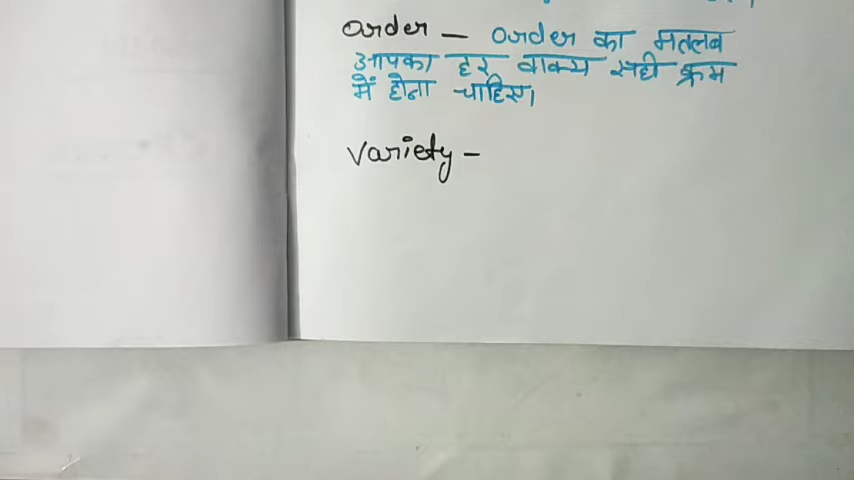 order - order का मतलब
आपका हर वाक्य सही क्रम
में होना चाहिए।
variety -